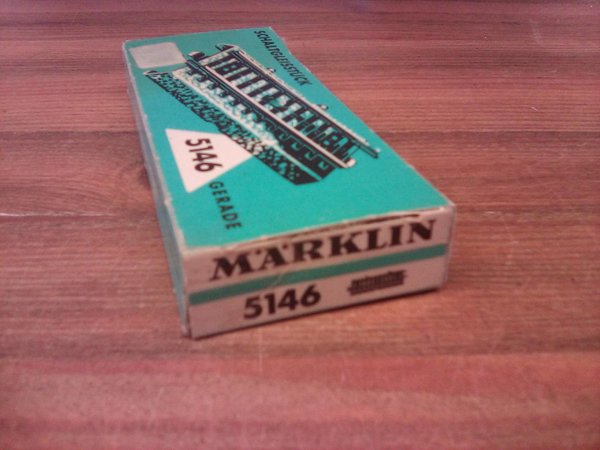 SCHALTGLEISSTÜCK
5146
GERADE
MÄRKLIN
5146